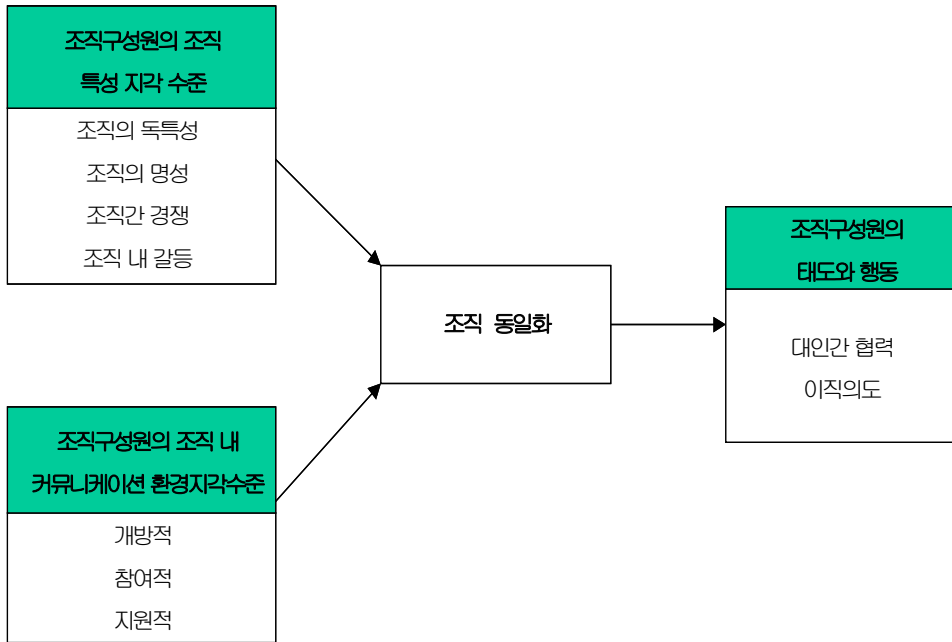 조직구성원의 조직
특성 지각 수준
조직의 독특성
조직의 명성
조직간 경쟁
조직 내 갈등
조직구성원의 조직 내
커뮤니케이션 환경지각수준
개방적
참여적
지원적
조직 동일화
조직구성원의
태도와 행동
대인간 협력
이직의도